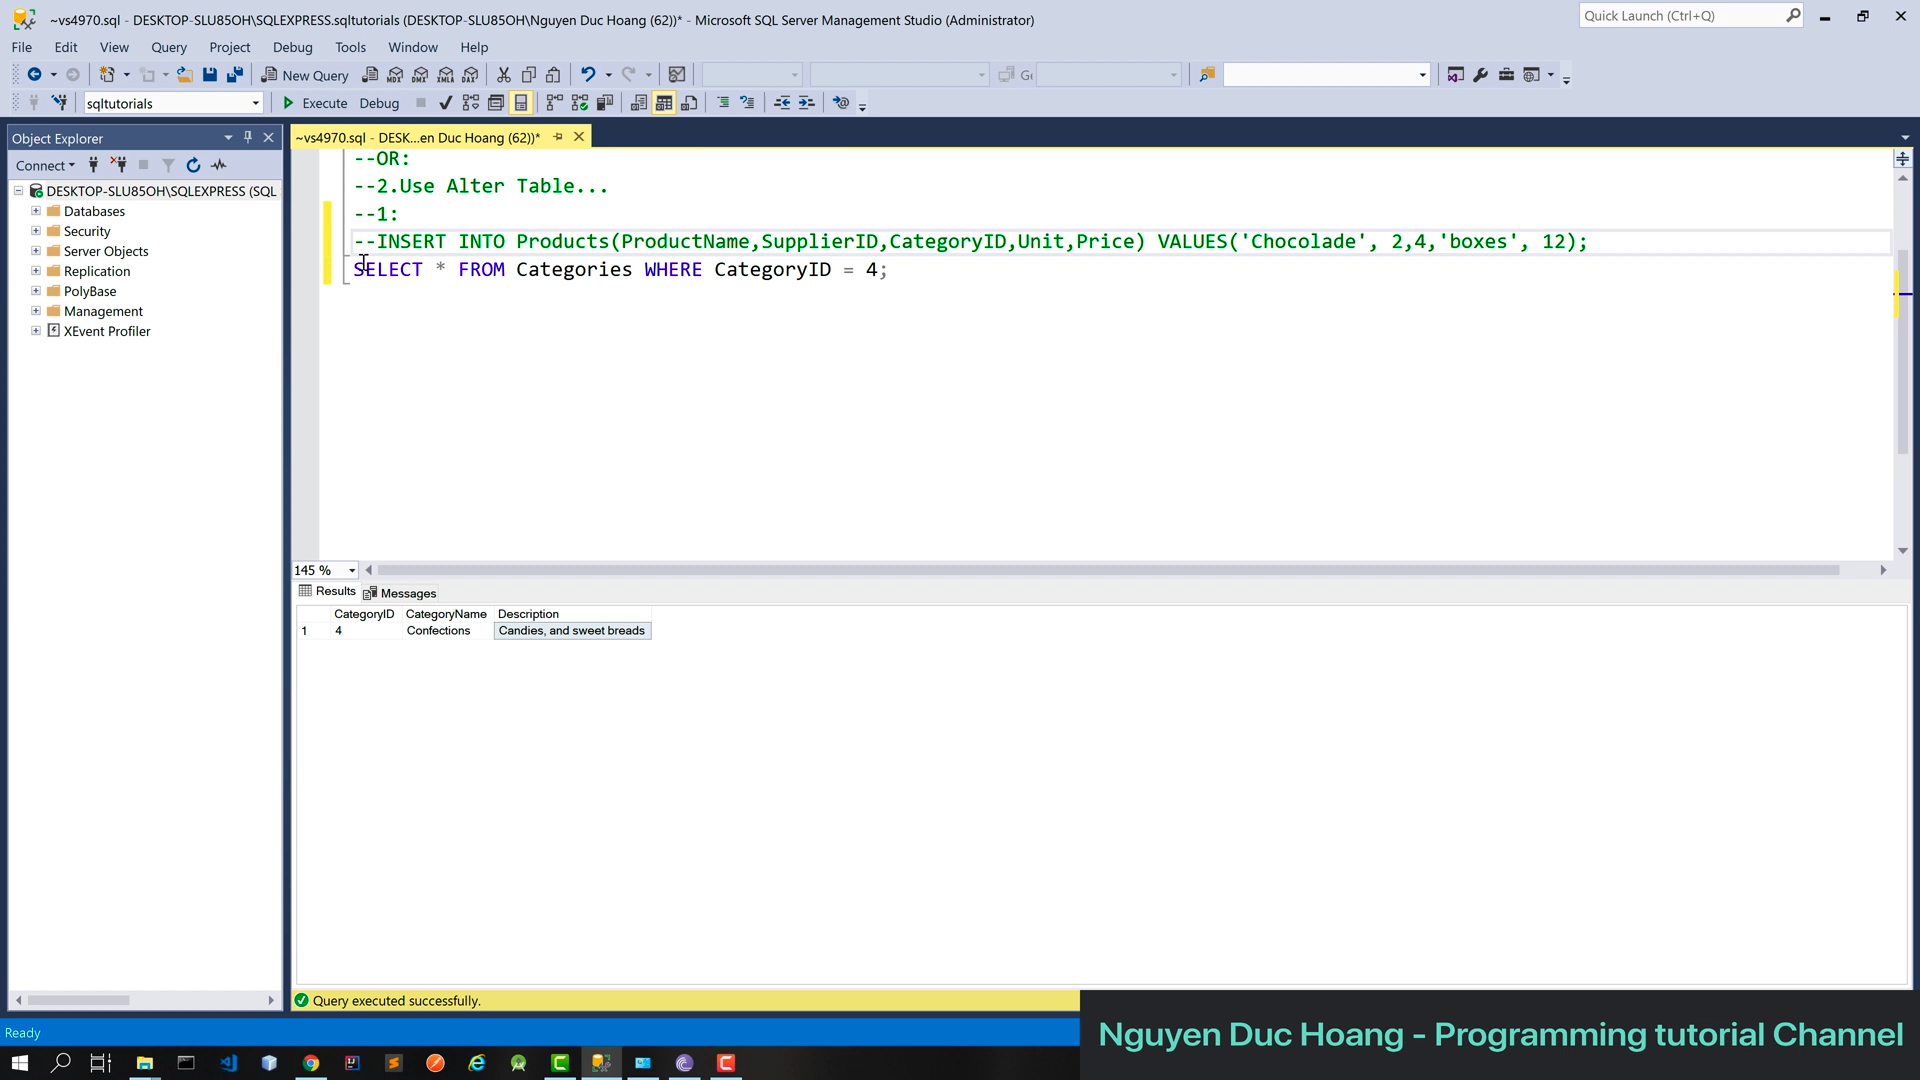 ~vs4970.sql - DESKTOP-SLU85OH\SQLEXPRESS.sqltutorials (DESKTOP-SLU85OH\Nguyen Duc Hoang (62))* - Microsoft SQL Server Management Studio (Administrator)
Quick Launch (Ctrl+Q)
File Edit View Query Project Debug Tools Window Help
New Query MDX DMX XMLA DAX
sqltutorials Execute Debug
Object Explorer
~vs4970.sql - DESK...en Duc Hoang (62))*
Connect
DESKTOP-SLU85OH\SQLEXPRESS (SQL
Databases
Security
Server Objects
Replication
PolyBase
Management
XEvent Profiler
--OR:
--2.Use Alter Table...
--1:
--INSERT INTO Products(ProductName,SupplierID,CategoryID,Unit,Price) VALUES('Chocolade', 2,4,'boxes', 12);
SELECT * FROM Categories WHERE CategoryID = 4;
145 %
Results Messages
CategoryID CategoryName Description
1 4 Confections Candies, and sweet breads
Query executed successfully.
Ready
Nguyen Duc Hoang - Programming tutorial Channel